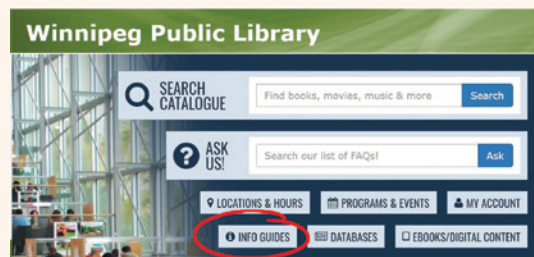 Winnipeg Public Library
SEARCH
CATALOGUE
Find books, movies, music & more
Search
ASK
US!
Search our list of FAQs!
Ask
LOCATIONS & HOURS
PROGRAMS & EVENTS
MY ACCOUNT
INFO GUIDES
DATABASES
EBOOKS/DIGITAL CONTENT